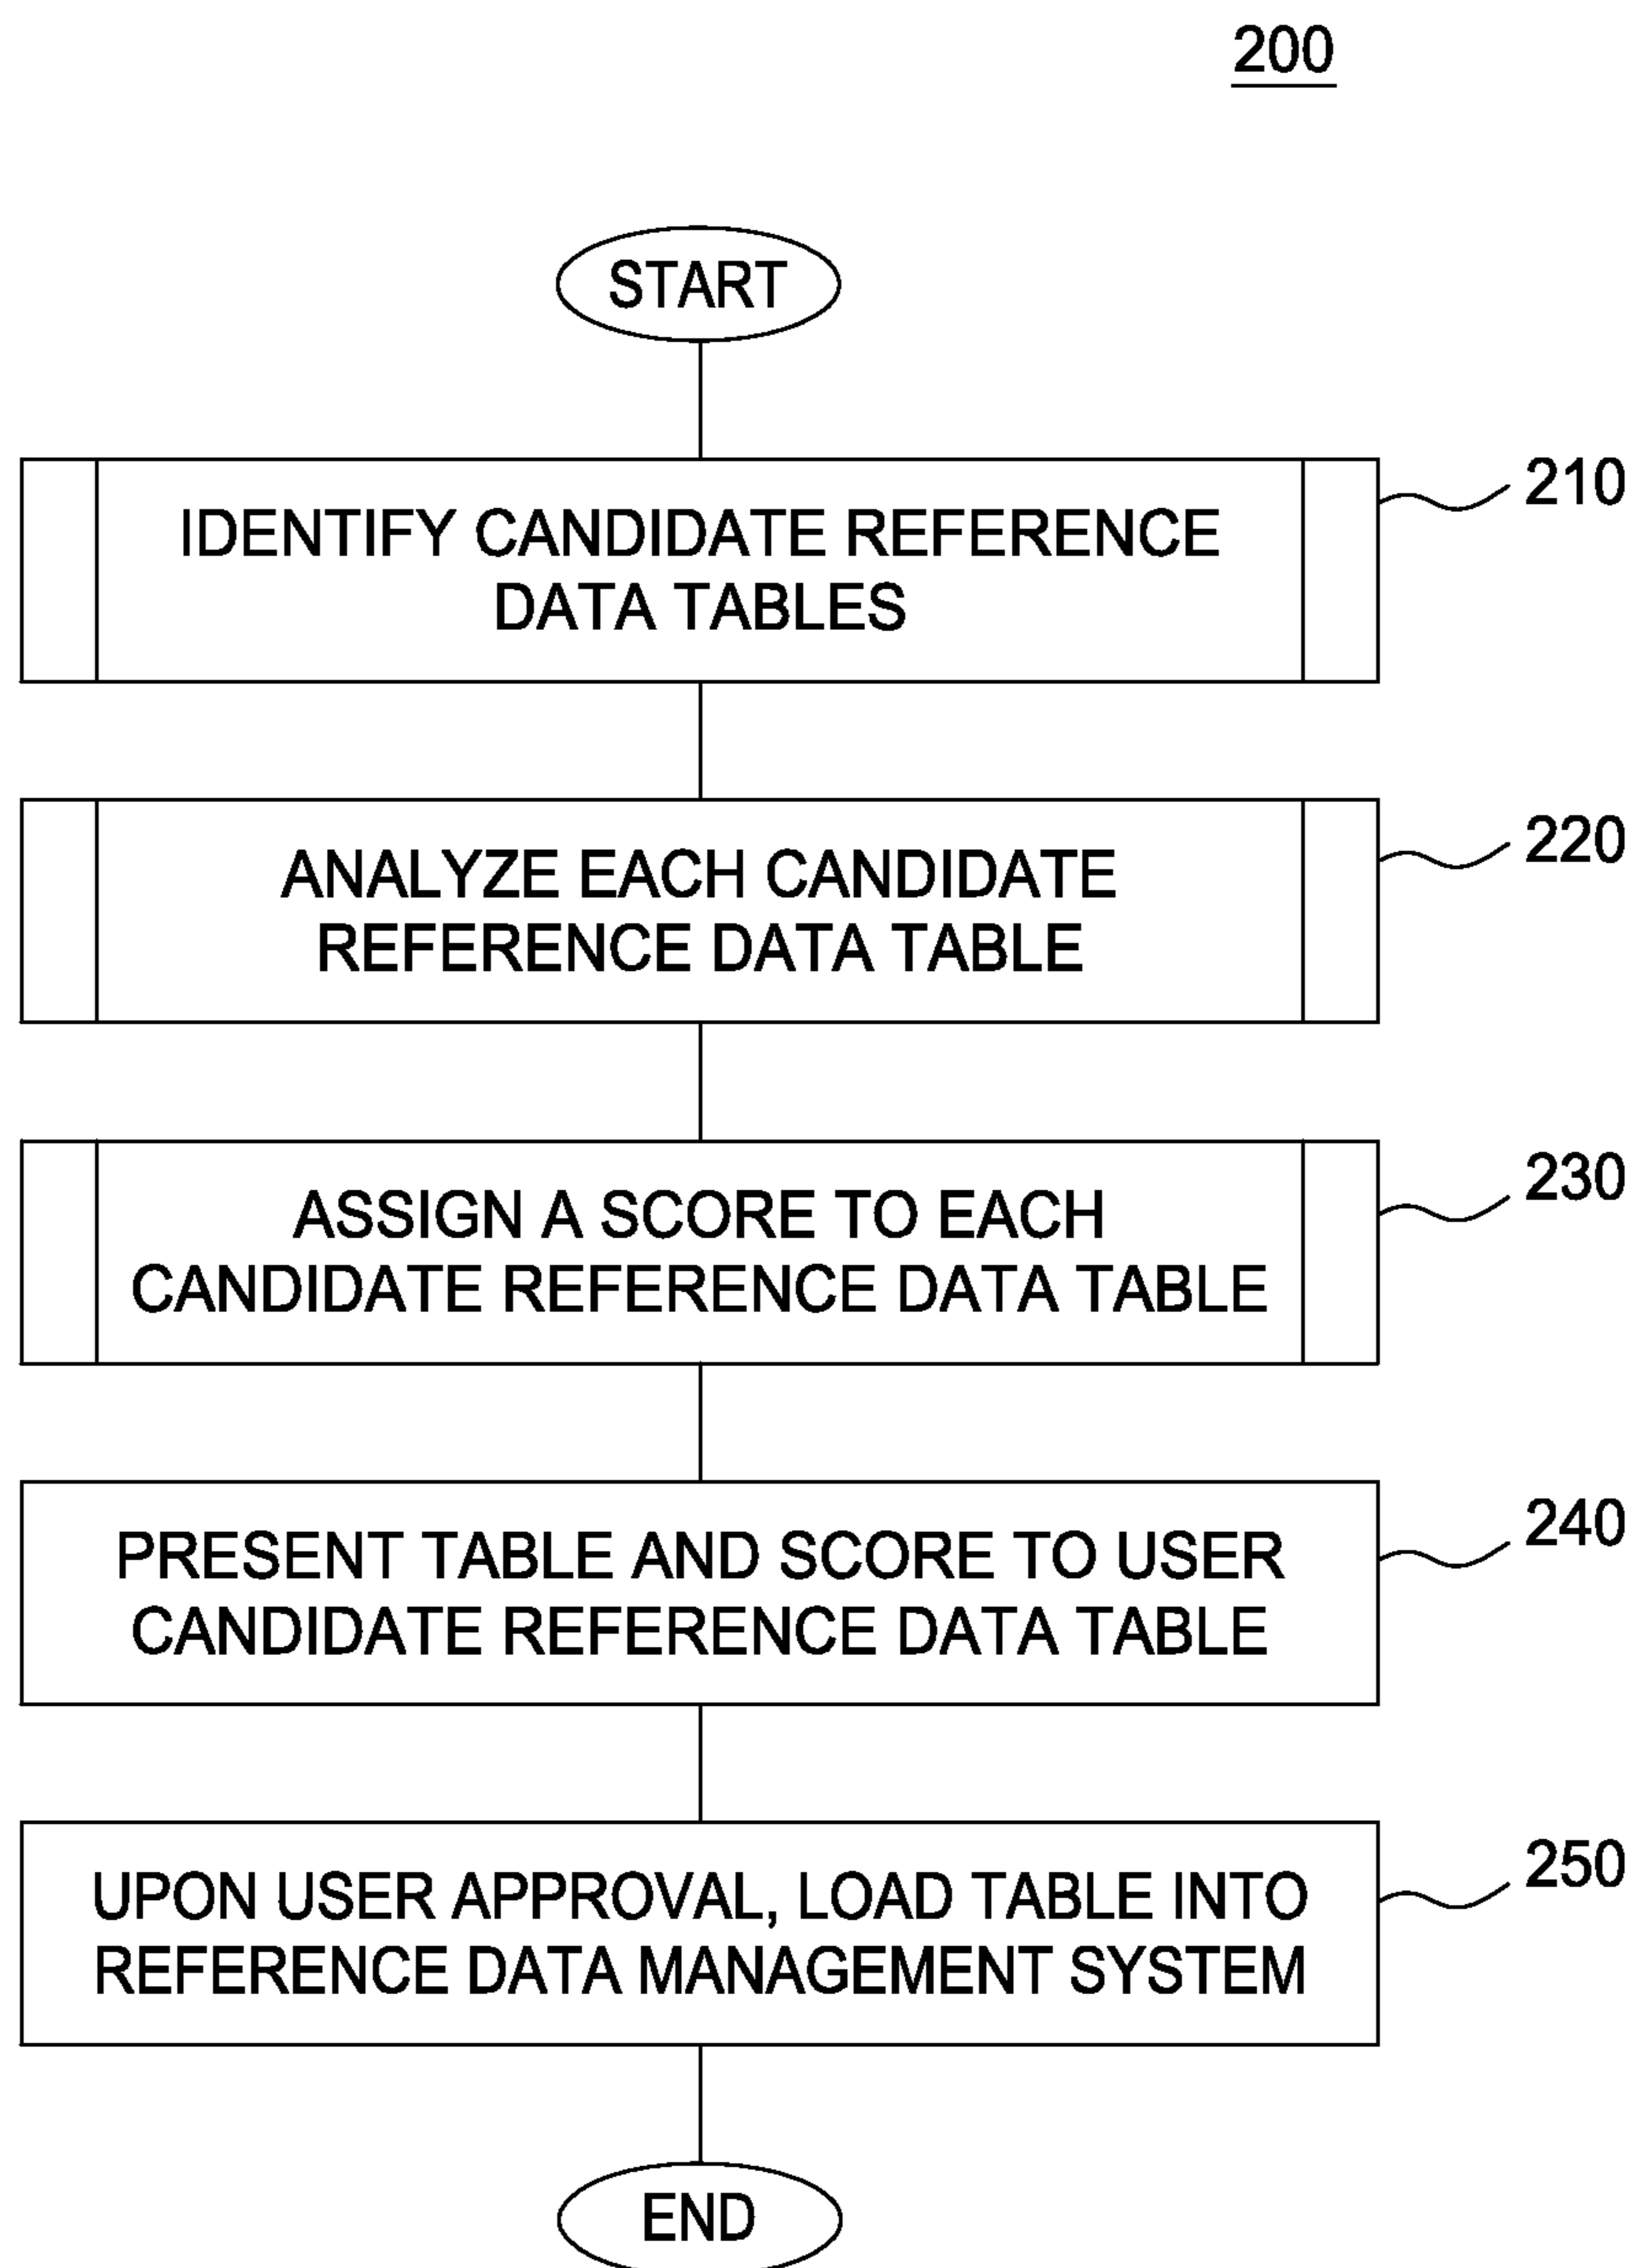 200
START
IDENTIFY CANDIDATE REFERENCE
DATA TABLES
210
ANALYZE EACH CANDIDATE
REFERENCE DATA TABLE
220
ASSIGN A SCORE TO EACH
CANDIDATE REFERENCE DATA TABLE
230
PRESENT TABLE AND SCORE TO USER
CANDIDATE REFERENCE DATA TABLE
240
UPON USER APPROVAL, LOAD TABLE INTO
REFERENCE DATA MANAGEMENT SYSTEM
250
END